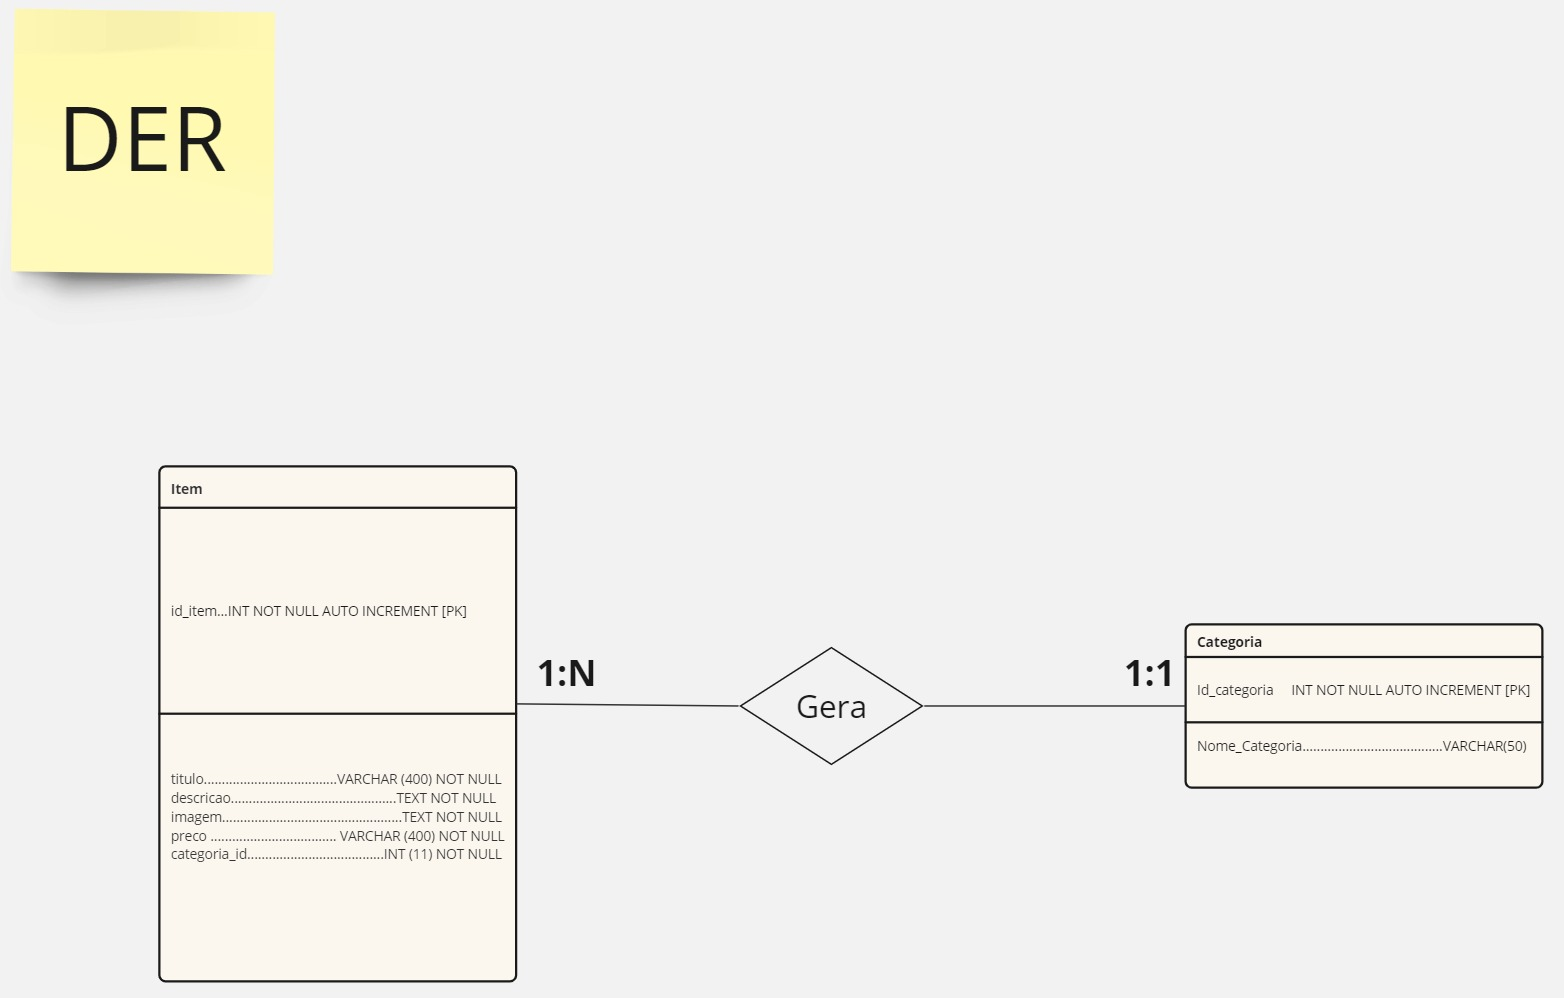 DER
Item
id_item...INT NOT NULL AUTO INCREMENT [PK]
1:N
Gera
1:1
Categoria
Id_categoria INT NOT NULL AUTO INCREMENT [PK]
Nome_Categoria.......................................VARCHAR(50)
titulo.....................................VARCHAR (400) NOT NULL
descricao..............................................TEXT NOT NULL
imagem..................................................TEXT NOT NULL
preco ................................... VARCHAR (400) NOT NULL
categoria_id......................................INT (11) NOT NULL